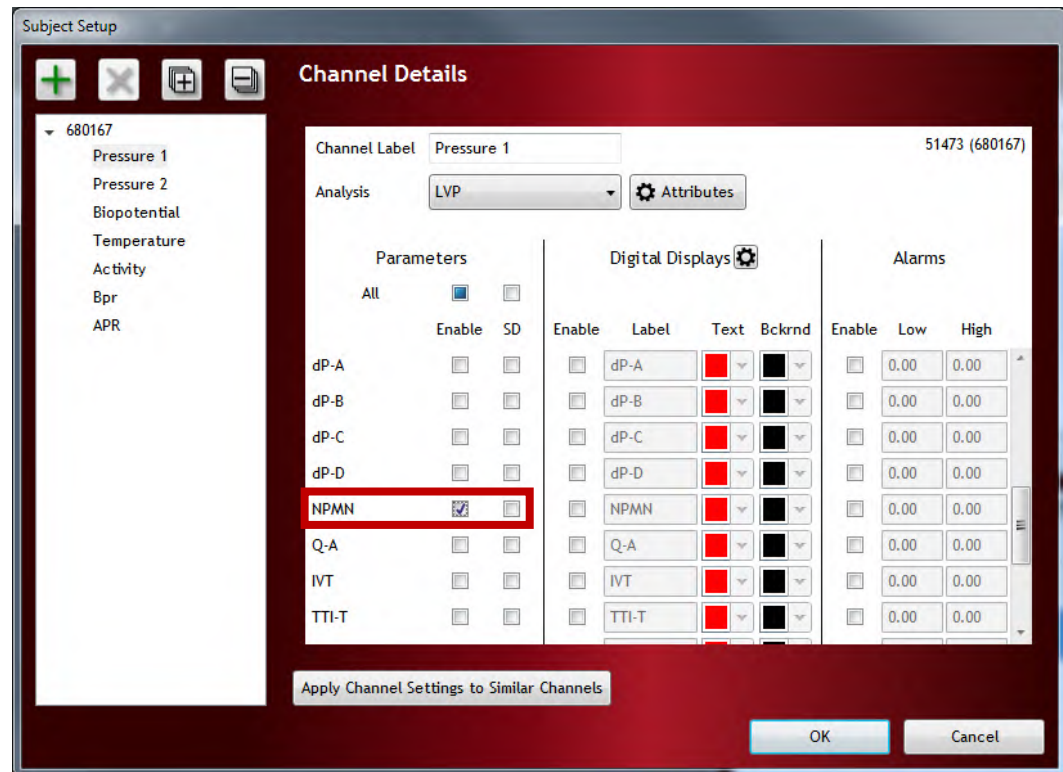 Subject Setup
Channel Details
680167
Pressure 1
Pressure 2
Biopotential
Temperature
Activity
Bpr
APR
Channel Label Pressure 1 51473 (680167)
Analysis LVP Attributes
Parameters Digital Displays Alarms
All
Enable SD Enable Label Text Bckrnd Enable Low High
dP-A dP-A 0.00 0.00
dP-B dP-B 0.00 0.00
dP-C dP-C 0.00 0.00
dP-D dP-D 0.00 0.00
NPMN NPMN 0.00 0.00
Q-A Q-A 0.00 0.00
IVT IVT 0.00 0.00
TTI-T TTI-T 0.00 0.00
Apply Channel Settings to Similar Channels
OK Cancel